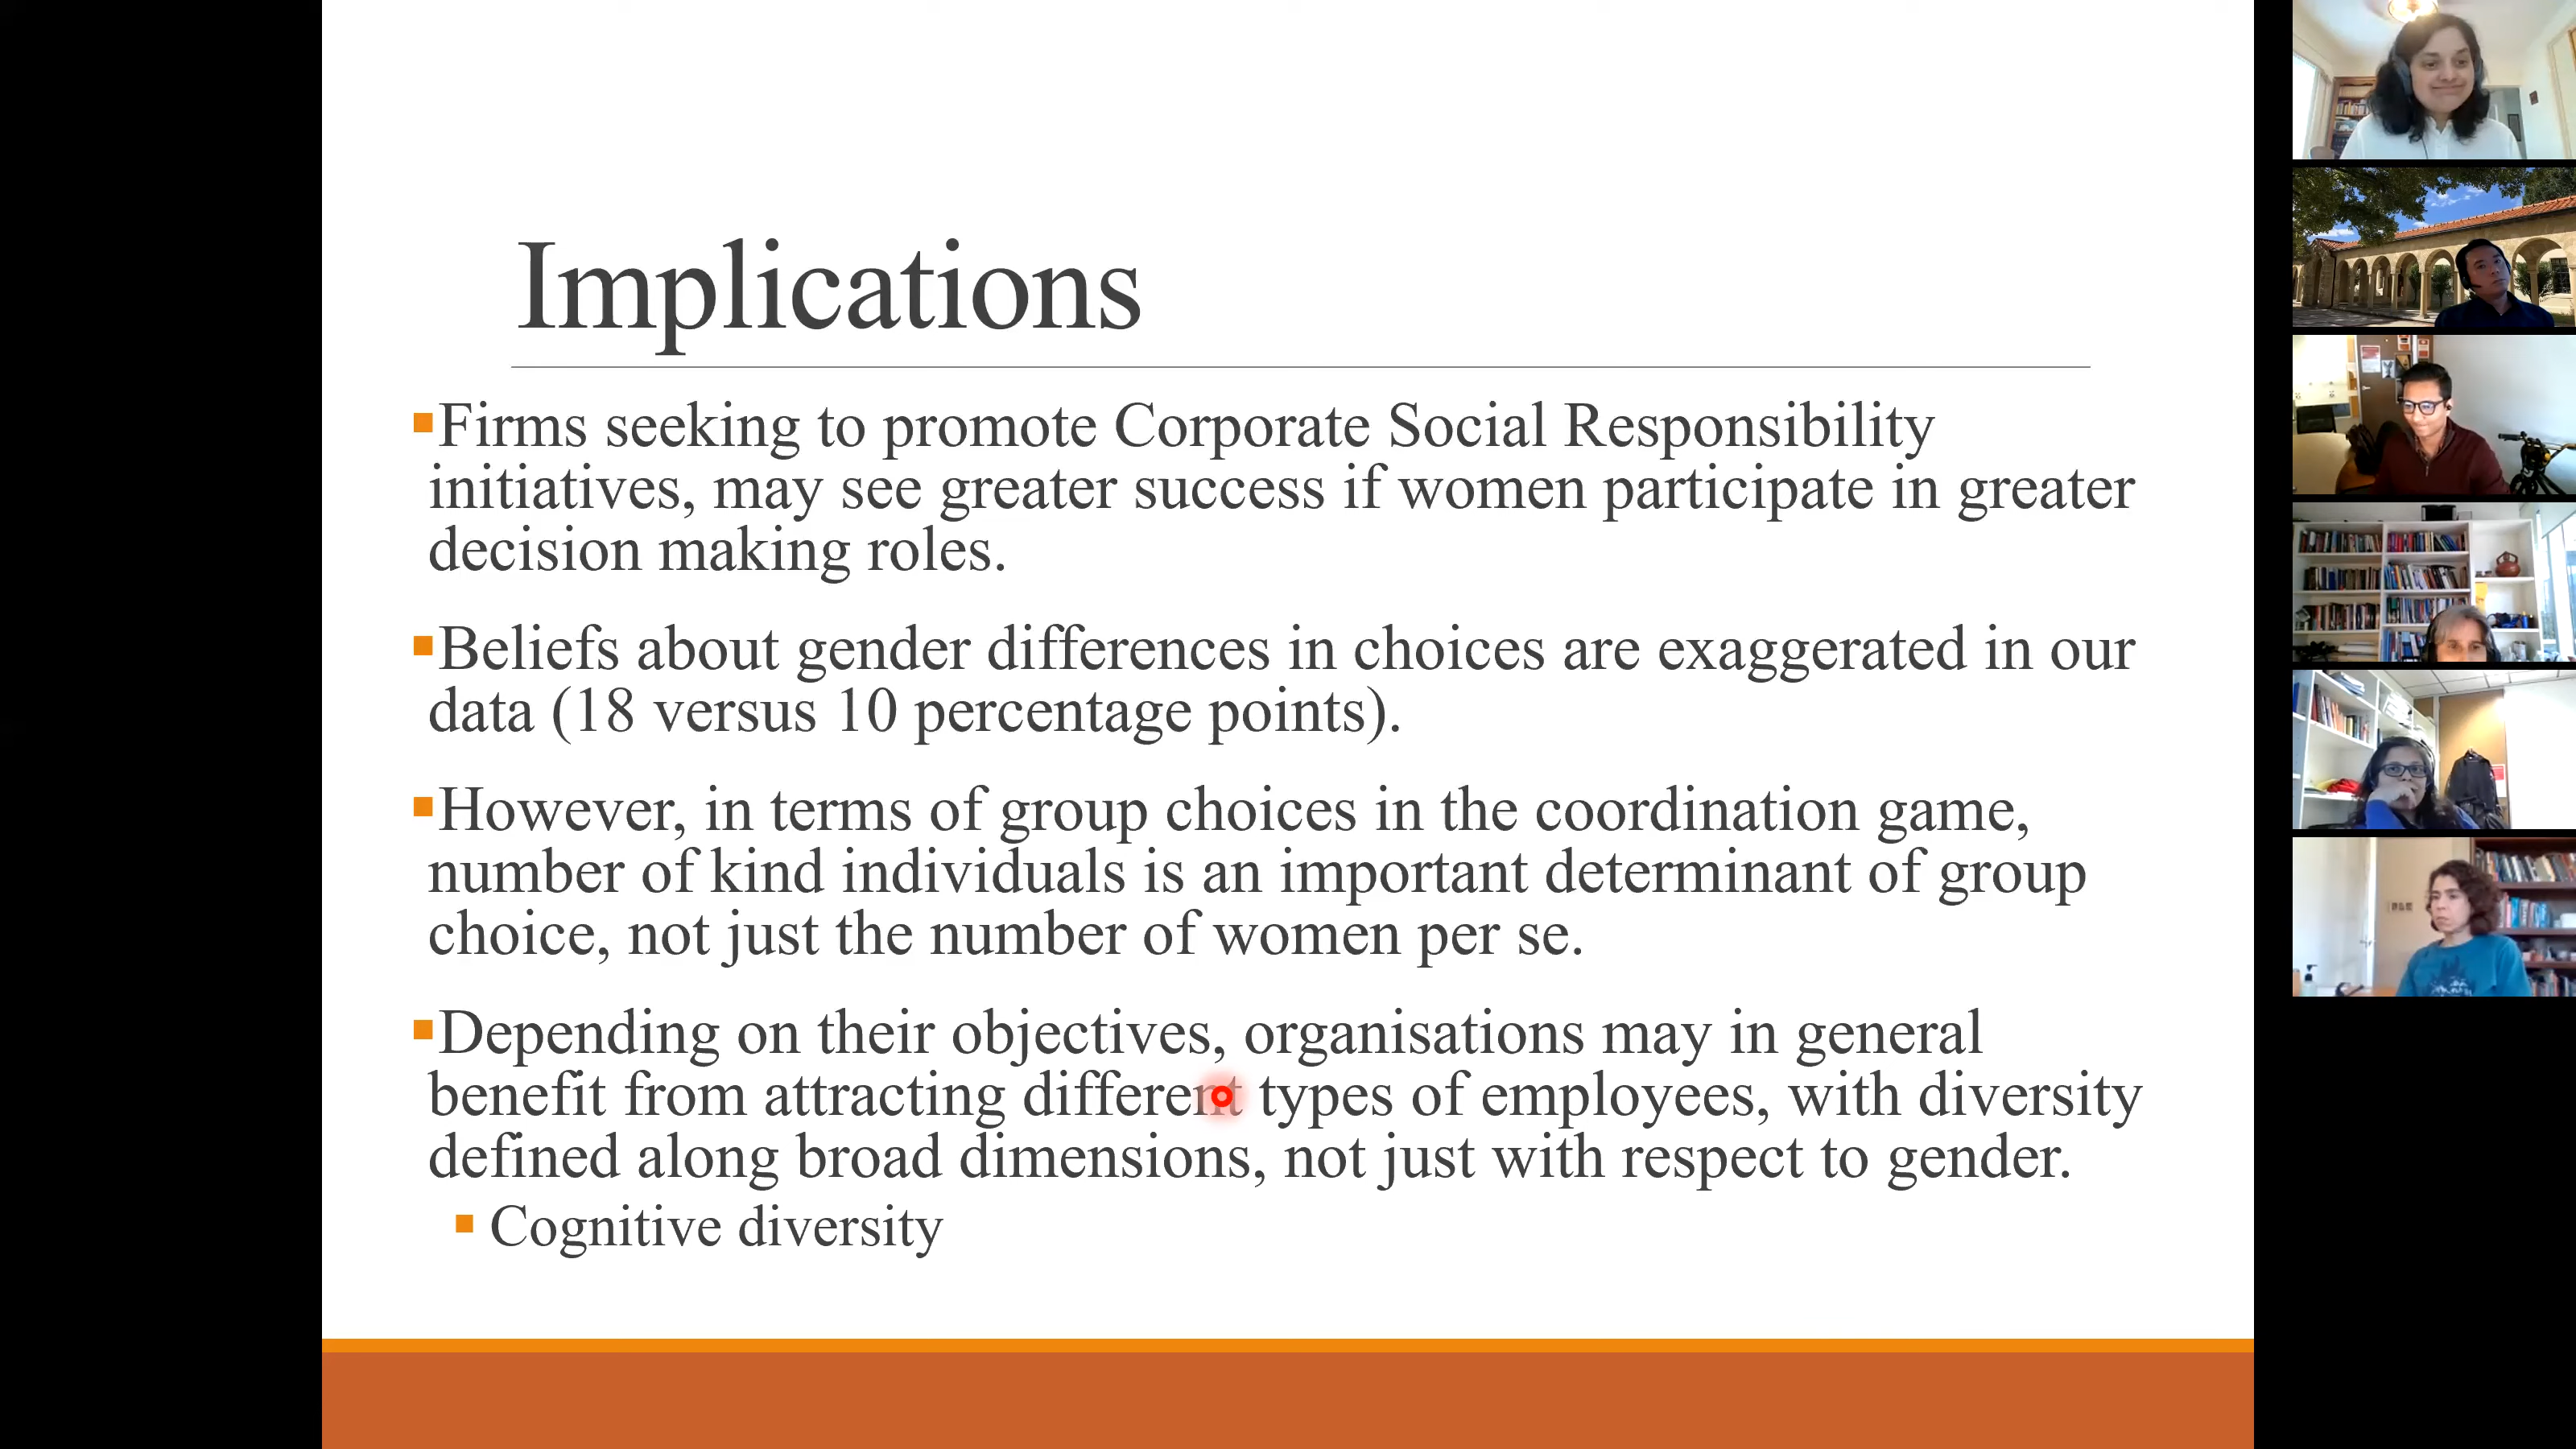 Implications
▪Firms seeking to promote Corporate Social Responsibility
initiatives, may see greater success if women participate in greater
decision making roles.
▪Beliefs about gender differences in choices are exaggerated in our
data (18 versus 10 percentage points).
▪However, in terms of group choices in the coordination game,
number of kind individuals is an important determinant of group
choice, not just the number of women per se.
▪Depending on their objectives, organisations may in general
benefit from attracting different types of employees, with diversity
defined along broad dimensions, not just with respect to gender.
▪ Cognitive diversity